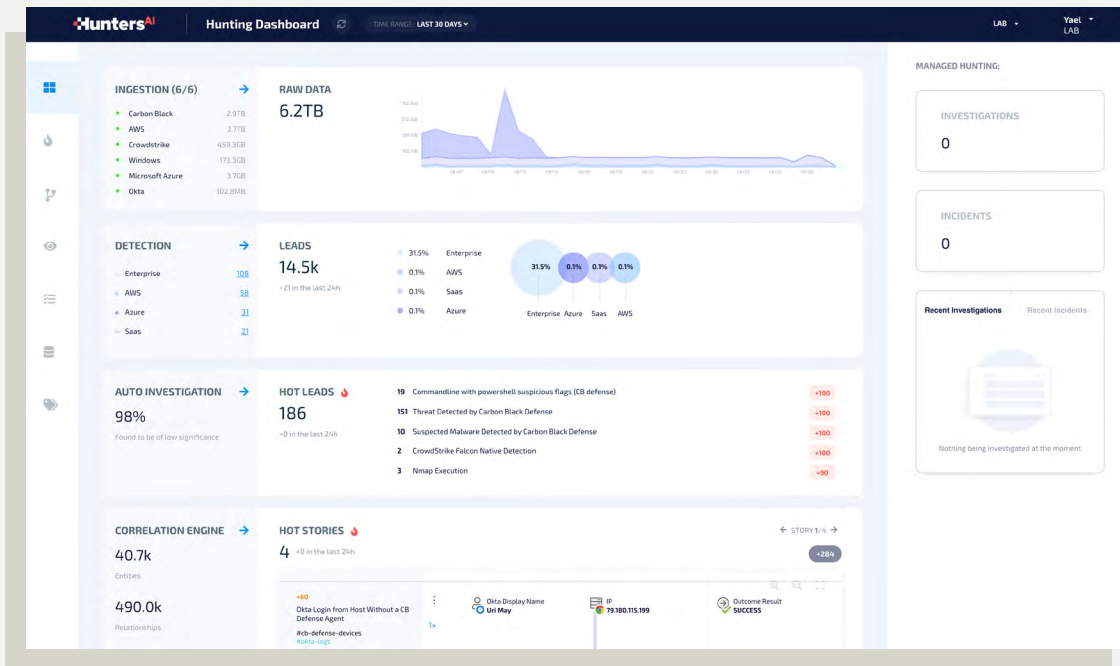 HuntersAI
Hunting Dashboard
TIME RANGE: LAST 30 DAYS
LAB
Yael
LAB
INGESTION (6/6)
Carbon Black 2.9TB
AWS 2.7TB
Crowdstrike 459.3GB
Windows 173.3GB
Microsoft Azure 3.7GB
Okta 102.8MB
RAW DATA
6.2TB
DETECTION
Enterprise 108
AWS 58
Azure 31
Saas 21
LEADS
14.5k
+21 in the last 24h
31.5% Enterprise
0.1% AWS
0.1% Saas
0.1% Azure
31.5% 0.1% 0.1% 0.1%
Enterprise Azure Saas AWS
AUTO INVESTIGATION
98%
Found to be of low significance
HOT LEADS
186
+0 in the last 24h
19 Commandline with powershell suspicious flags (CB defense) +100
151 Threat Detected by Carbon Black Defense +100
10 Suspected Malware Detected by Carbon Black Defense +100
2 CrowdStrike Falcon Native Detection +100
3 Nmap Execution +90
CORRELATION ENGINE
40.7k
Entities
490.0k
Relationships
HOT STORIES
4 +0 in the last 24h
STORY 1/4
+284
+80
Okta Login from Host Without a CB
Defense Agent
#cb-defense-devices
#okta-logs
1x
Okta Display Name
Uri May
IP
79.180.115.199
Outcome Result
SUCCESS
MANAGED HUNTING:
INVESTIGATIONS
0
INCIDENTS
0
Recent Investigations Recent Incidents
Nothing being investigated at the moment